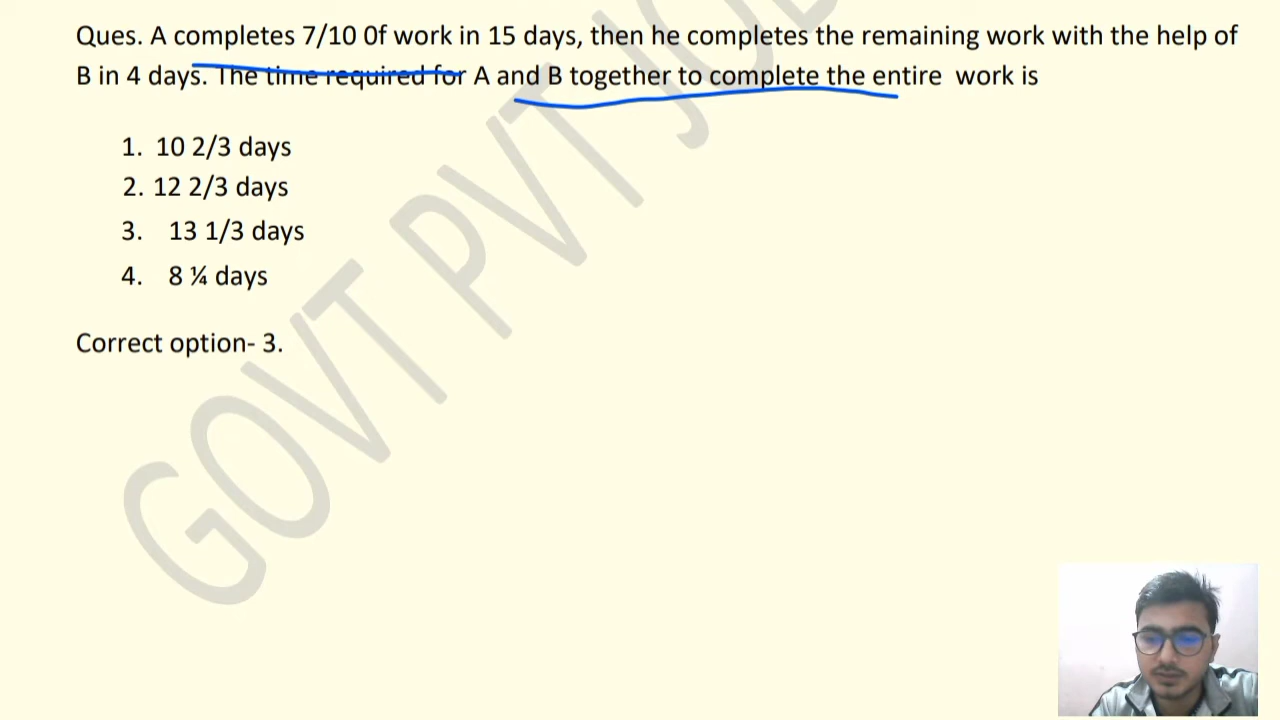 Ques. A completes 7/10 0f work in 15 days, then he completes the remaining work with the help of
B in 4 days. The time required for A and B together to complete the entire work is
1. 10 2/3 days
2. 12 2/3 days
3. 13 1/3 days
4. 8 ¼ days
Correct option- 3.
GOVT PVT JOB